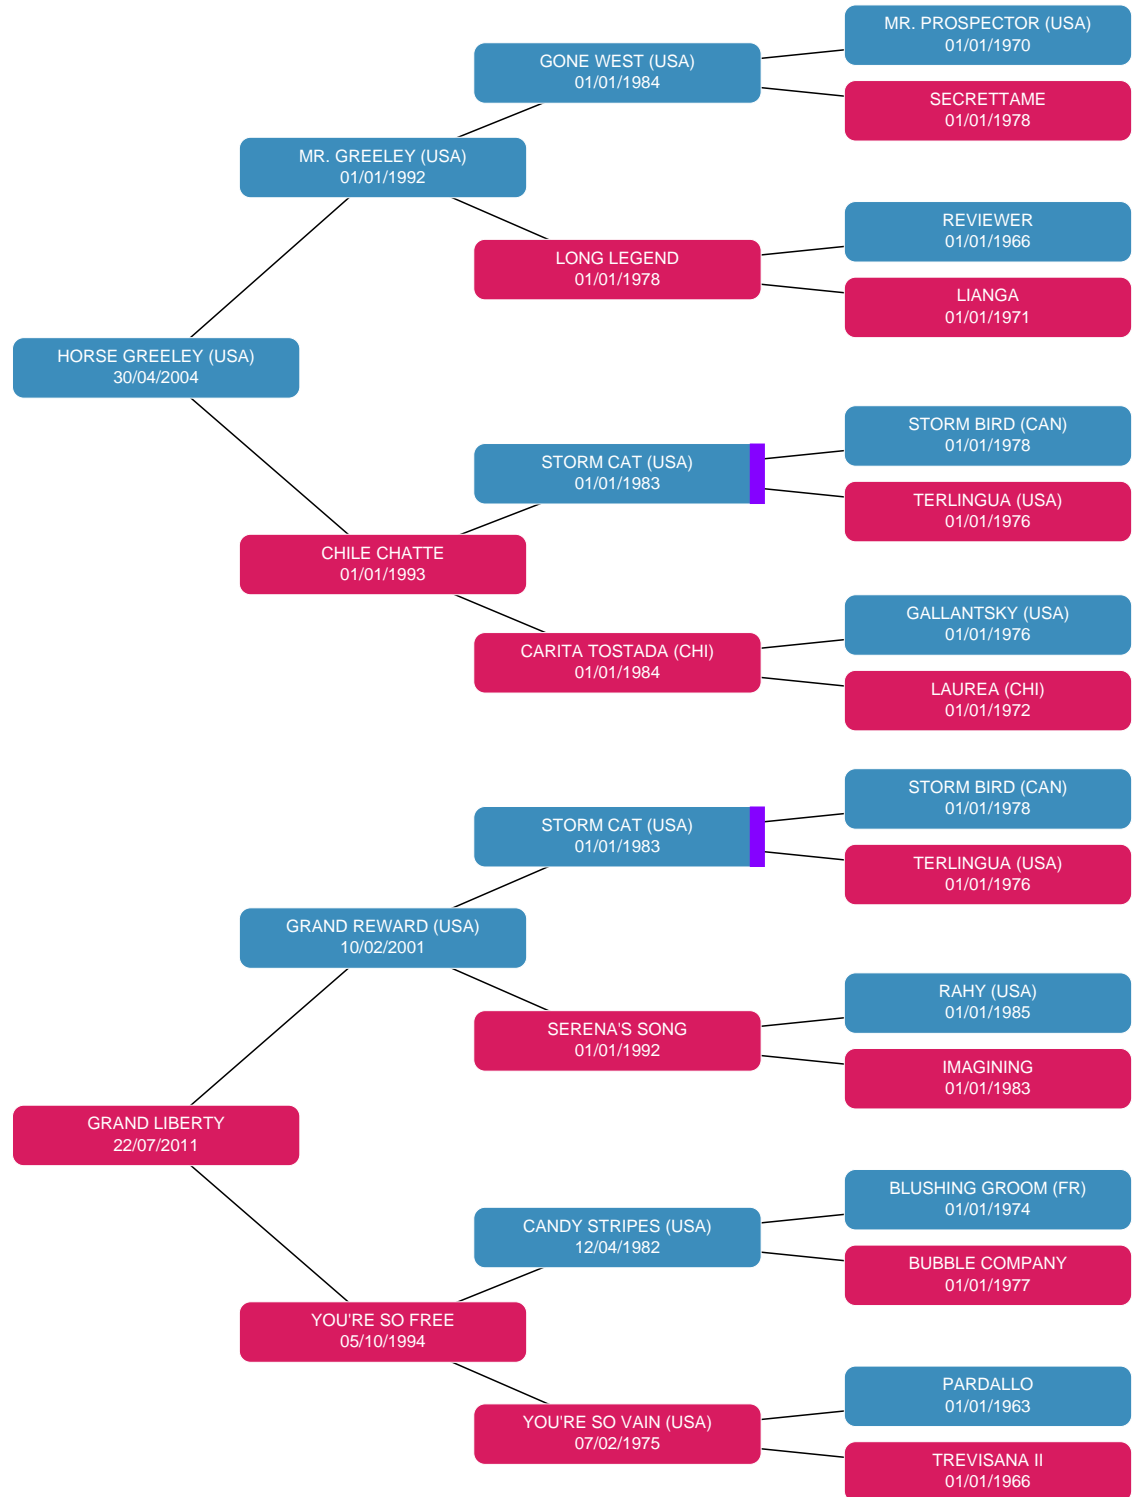 MR. PROSPECTOR (USA)
01/01/1970
GONE WEST (USA)
01/01/1984
SECRETTAME
01/01/1978
MR. GREELEY (USA)
01/01/1992
REVIEWER
01/01/1966
LONG LEGEND
01/01/1978
LIANGA
01/01/1971
HORSE GREELEY (USA)
30/04/2004
STORM BIRD (CAN)
01/01/1978
STORM CAT (USA)
01/01/1983
TERLINGUA (USA)
01/01/1976
CHILE CHATTE
01/01/1993
GALLANTSKY (USA)
01/01/1976
CARITA TOSTADA (CHI)
01/01/1984
LAUREA (CHI)
01/01/1972
STORM BIRD (CAN)
01/01/1978
STORM CAT (USA)
01/01/1983
TERLINGUA (USA)
01/01/1976
GRAND REWARD (USA)
10/02/2001
RAHY (USA)
01/01/1985
SERENA'S SONG
01/01/1992
IMAGINING
01/01/1983
GRAND LIBERTY
22/07/2011
BLUSHING GROOM (FR)
01/01/1974
CANDY STRIPES (USA)
12/04/1982
BUBBLE COMPANY
01/01/1977
YOU'RE SO FREE
05/10/1994
PARDALLO
01/01/1963
YOU'RE SO VAIN (USA)
07/02/1975
TREVISANA II
01/01/1966